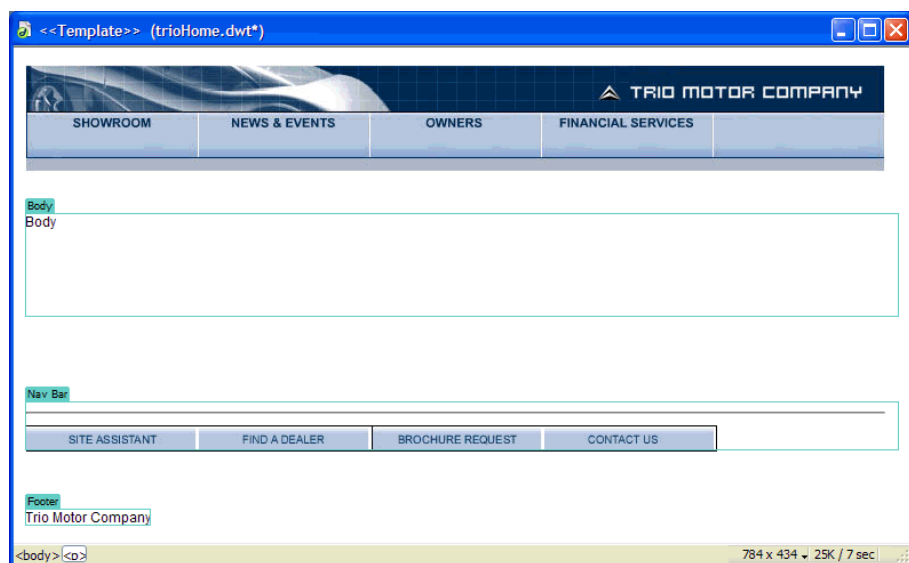 <<Template>> (trioHome.dwt*)
TRIO MOTOR COMPANY
SHOWROOM NEWS & EVENTS OWNERS FINANCIAL SERVICES
Body
Body
Nav Bar
SITE ASSISTANT FIND A DEALER BROCHURE REQUEST CONTACT US
Footer
Trio Motor Company
<body> <p> 784 x 434 25K / 7 sec